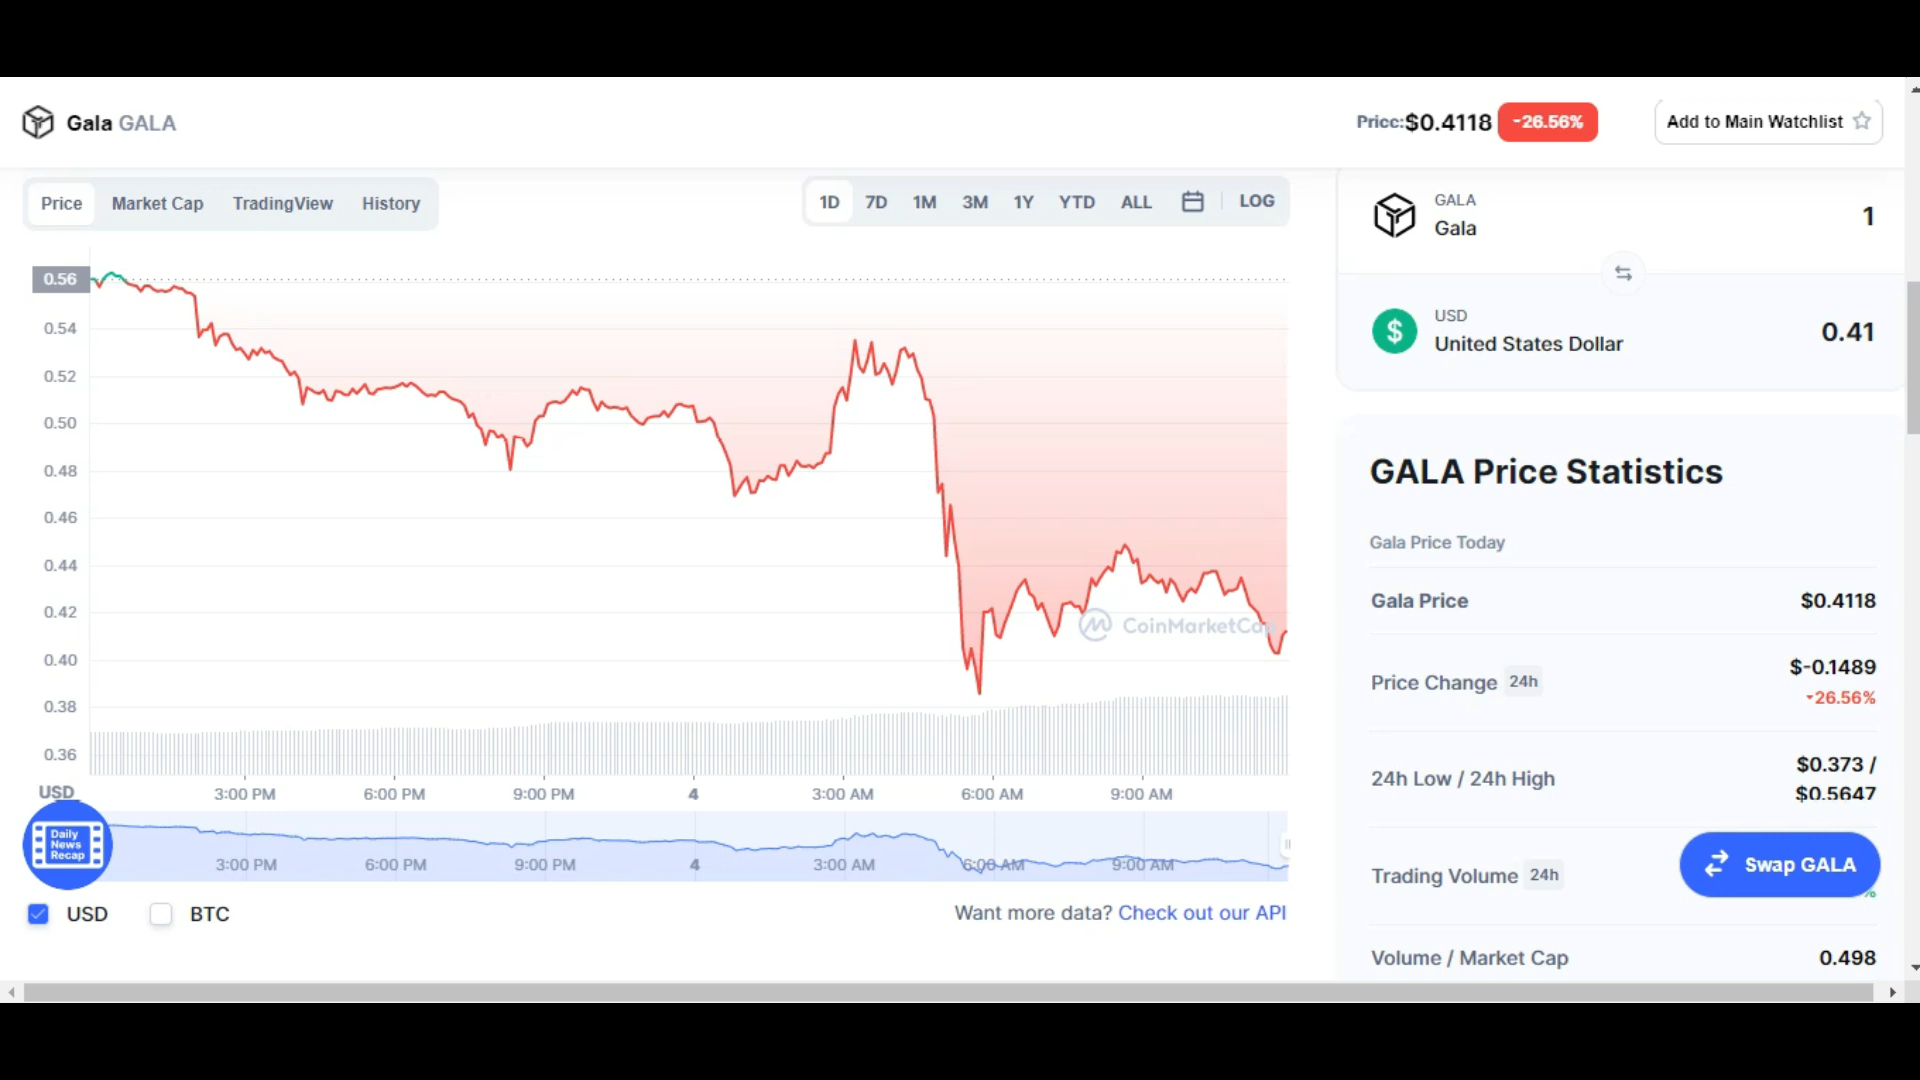 Gala GALA
Price:$0.4118 -26.56%
Add to Main Watchlist
Price Market Cap TradingView History
1D 7D 1M 3M 1Y YTD ALL LOG
0.56
0.54
0.52
0.50
0.48
0.46
0.44
0.42
0.40
0.38
0.36
CoinMarketCap
USD
3:00 PM 6:00 PM 9:00 PM 4 3:00 AM 6:00 AM 9:00 AM
Daily
News
Recap
3:00 PM 6:00 PM 9:00 PM 4 3:00 AM 6:00 AM 9:00 AM
USD BTC
Want more data? Check out our API
GALA
Gala 1
USD
United States Dollar 0.41
GALA Price Statistics
Gala Price Today
Gala Price $0.4118
Price Change 24h $-0.1489
26.56%
24h Low / 24h High $0.373 /
$0.5647
Trading Volume 24h
Swap GALA
%
Volume / Market Cap 0.498